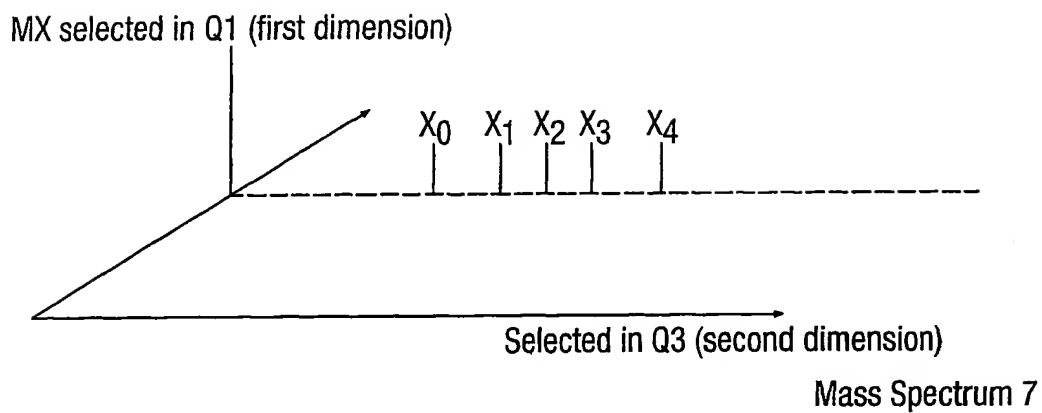 MX selected in Q1 (first dimension)
X0 X1 X2 X3 X4
Selected in Q3 (second dimension)
Mass Spectrum 7